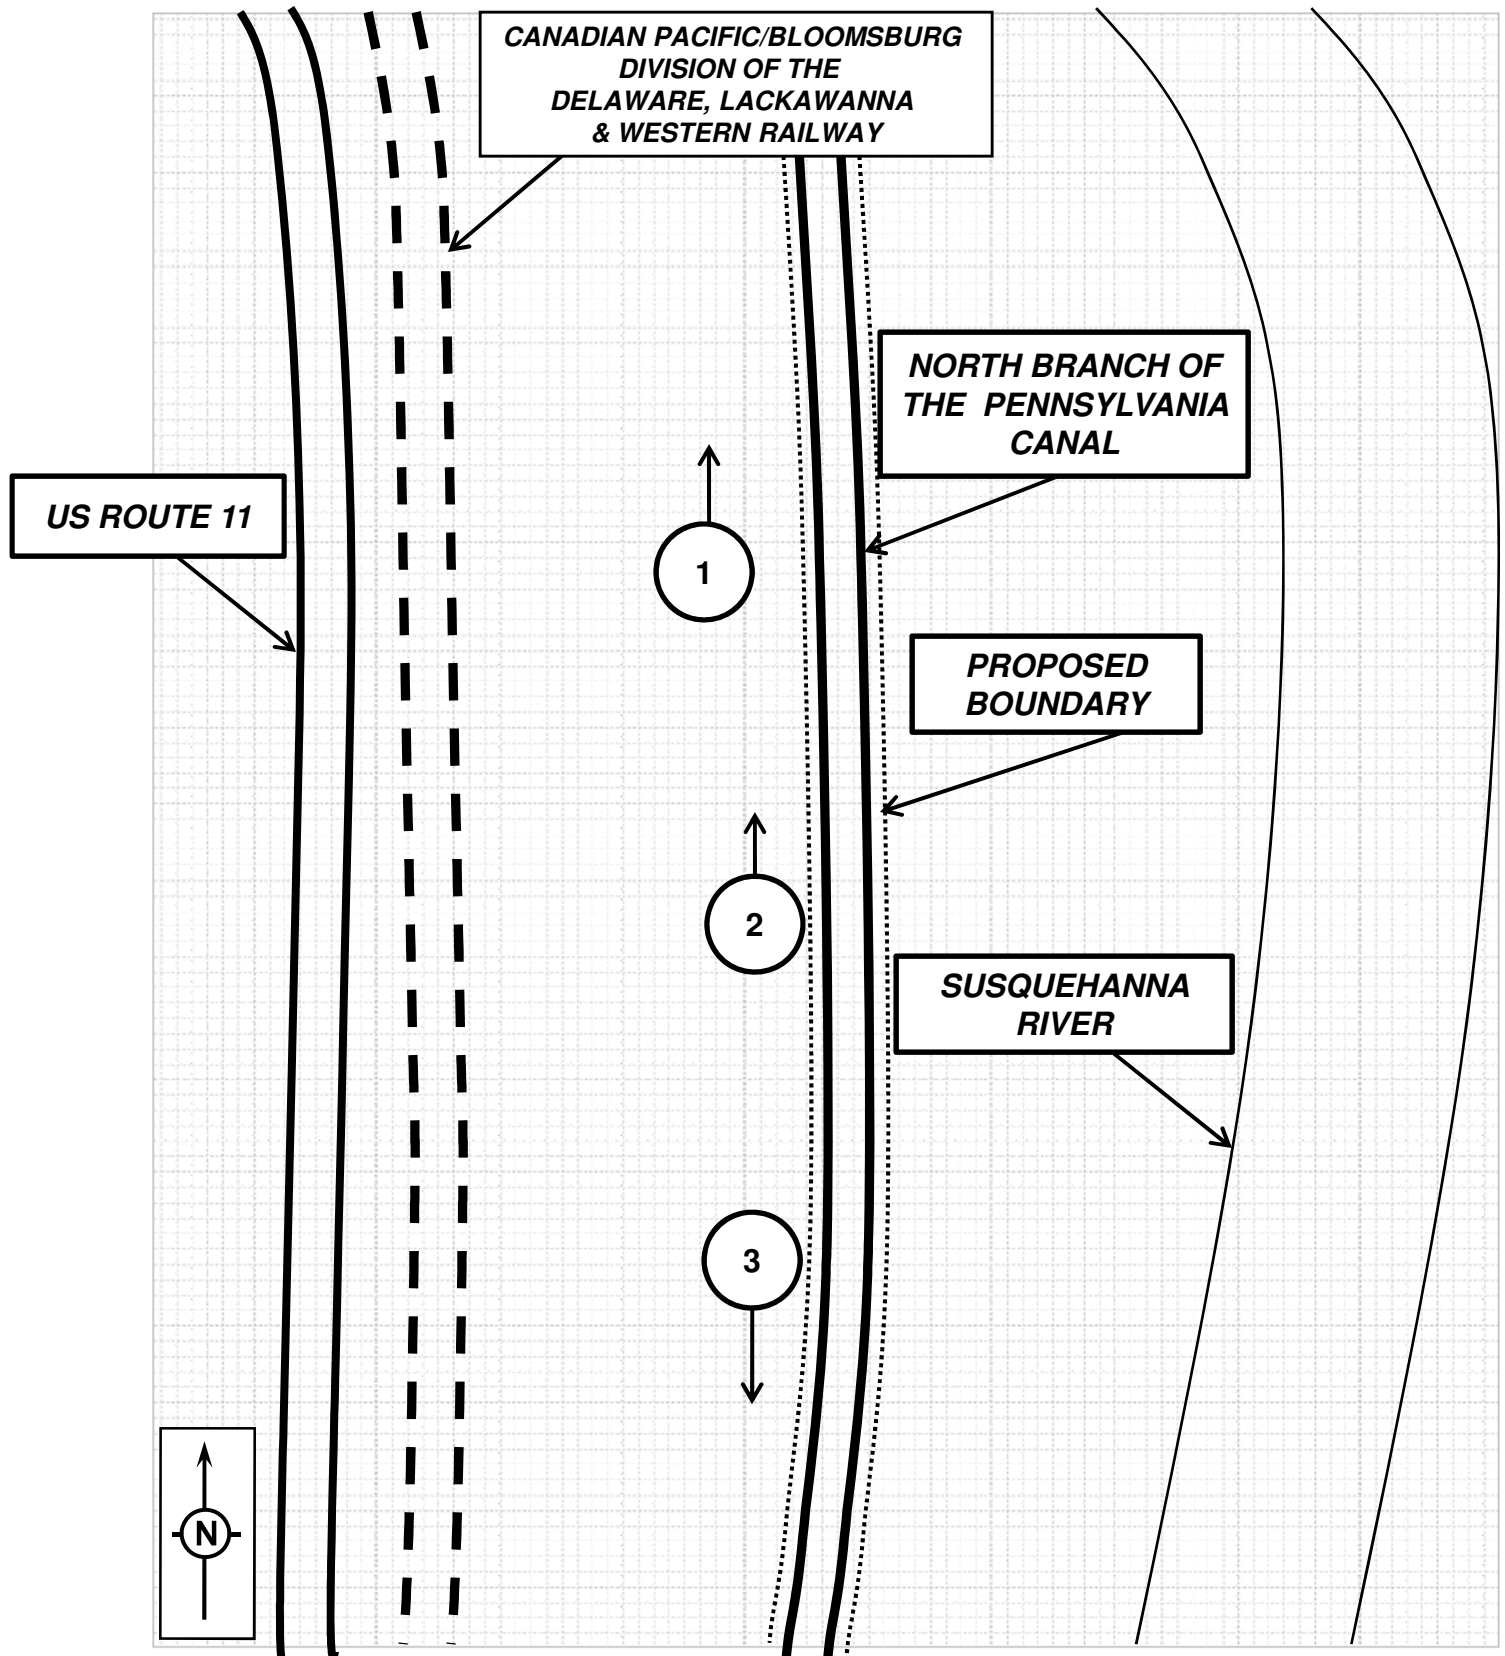 CANADIAN PACIFIC/BLOOMSBURG
DIVISION OF THE
DELAWARE, LACKAWANNA
& WESTERN RAILWAY
NORTH BRANCH OF
THE PENNSYLVANIA
CANAL
US ROUTE 11
1
PROPOSED
BOUNDARY
2
SUSQUEHANNA
RIVER
3
N